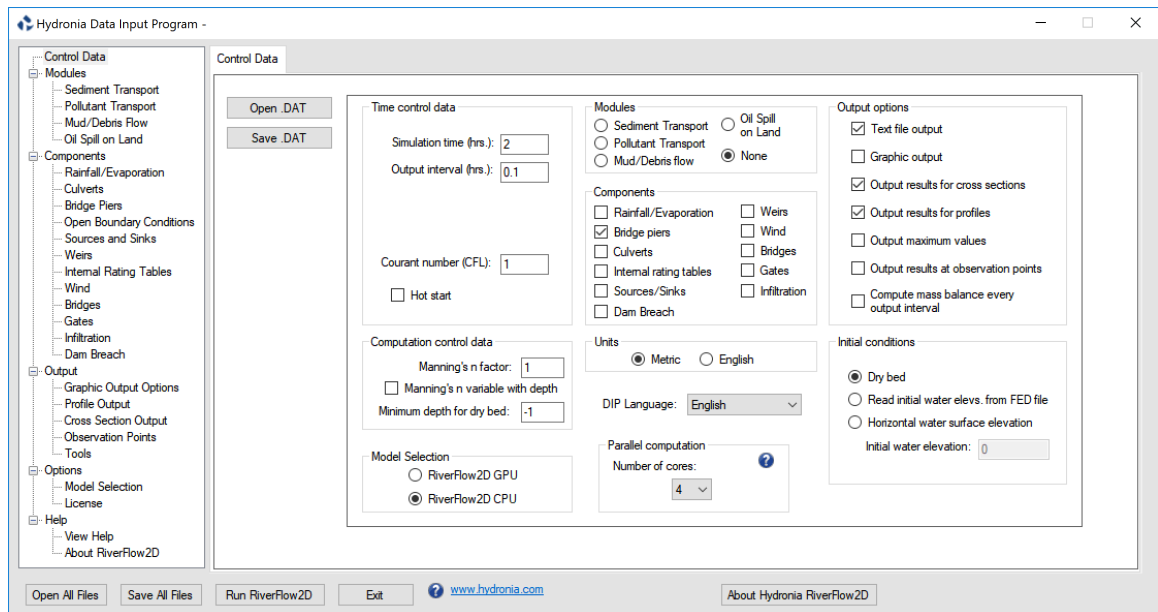 Hydronia Data Input Program -
Control Data
Modules
Sediment Transport
Pollutant Transport
Mud/Debris Flow
Oil Spill on Land
Components
Rainfall/Evaporation
Culverts
Bridge Piers
Open Boundary Conditions
Sources and Sinks
Weirs
Internal Rating Tables
Wind
Bridges
Gates
Infiltration
Dam Breach
Output
Graphic Output Options
Profile Output
Cross Section Output
Observation Points
Tools
Options
Model Selection
License
Help
View Help
About RiverFlow2D
Control Data
Open .DAT
Save .DAT
Time control data
Simulation time (hrs.): 2
Output interval (hrs.): 0.1
Courant number (CFL): 1
Hot start
Computation control data
Manning's n factor: 1
Manning's n variable with depth
Minimum depth for dry bed: -1
Model Selection
RiverFlow2D GPU
RiverFlow2D CPU
Modules
Sediment Transport
Pollutant Transport
Mud/Debris flow
Oil Spill
on Land
None
Components
Rainfall/Evaporation
Bridge piers
Culverts
Internal rating tables
Sources/Sinks
Dam Breach
Weirs
Wind
Bridges
Gates
Infiltration
Units
Metric
English
DIP Language: English
Parallel computation
Number of cores:
?
4
Output options
Text file output
Graphic output
Output results for cross sections
Output results for profiles
Output maximum values
Output results at observation points
Compute mass balance every
output interval
Initial conditions
Dry bed
Read initial water elevs. from FED file
Horizontal water surface elevation
Initial water elevation: 0
Open All Files
Save All Files
Run RiverFlow2D
Exit
?
www.hydronia.com
About Hydronia RiverFlow2D